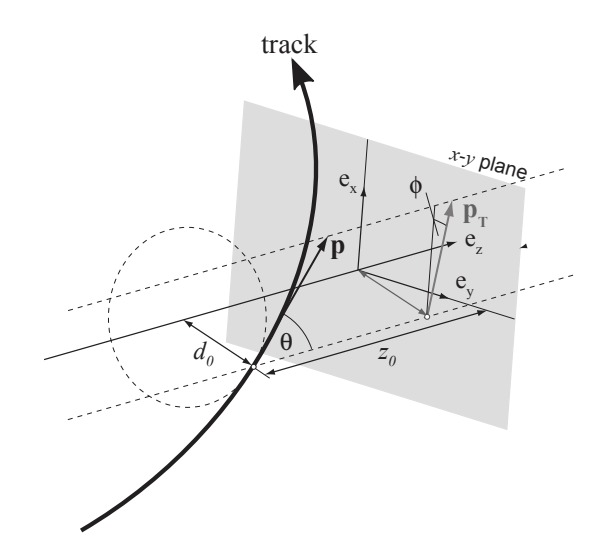 track
x-y plane
e_x
ϕ
p_T
p
e_z
e_y
θ
d_0
z_0